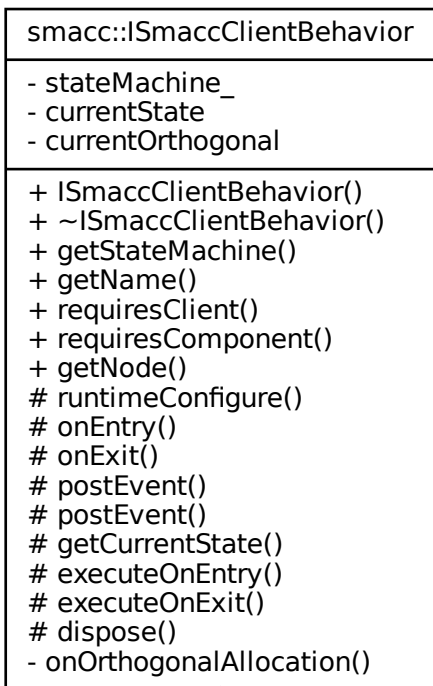 smacc::ISmaccClientBehavior
- stateMachine_
- currentState
- currentOrthogonal
+ ISmaccClientBehavior()
+ ~ISmaccClientBehavior()
+ getStateMachine()
+ getName()
+ requiresClient()
+ requiresComponent()
+ getNode()
# runtimeConfigure()
# onEntry()
# onExit()
# postEvent()
# postEvent()
# getCurrentState()
# executeOnEntry()
# executeOnExit()
# dispose()
- onOrthogonalAllocation()